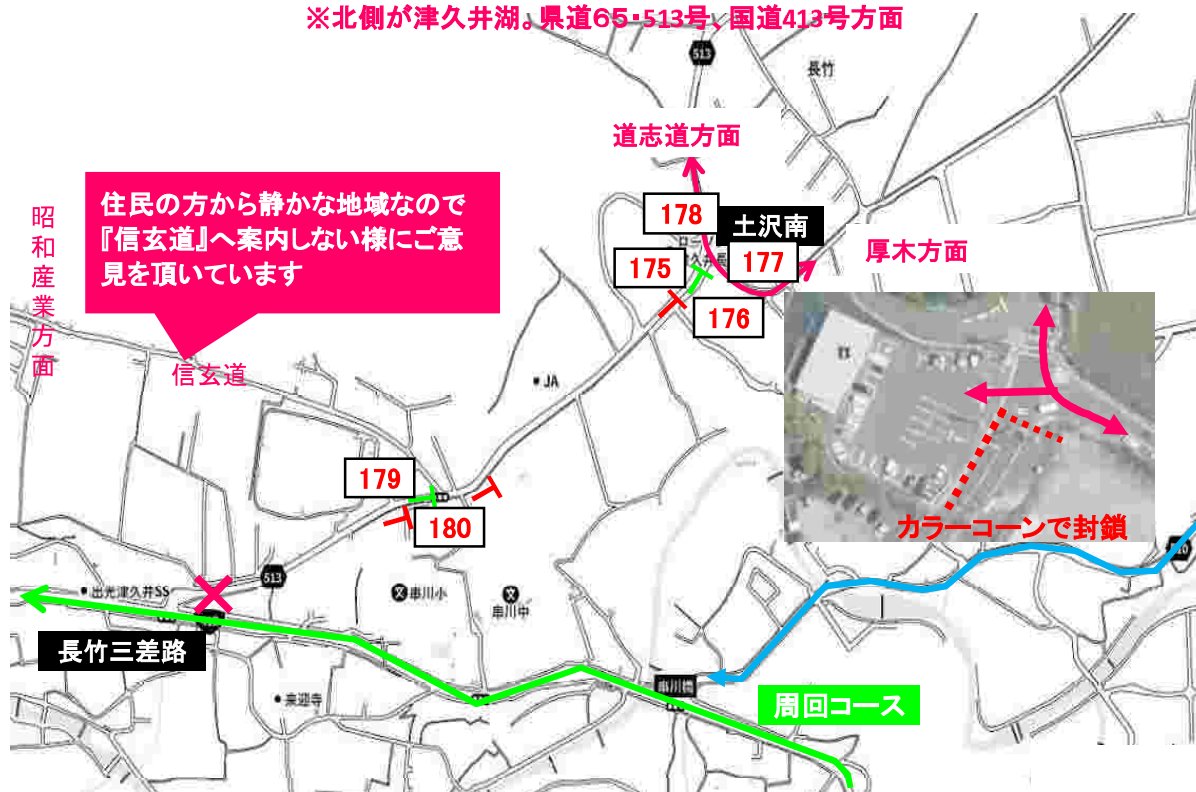 ※北側が津久井湖。県道65・513号、国道413号方面
513
長竹
道志道方面
昭和産業方面
住民の方から静かな地域なので
『信玄道』へ案内しない様にご意
見を頂いています
178
土沢南
175
177
厚木方面
176
信玄道
JA
179
180
カラーコーンで封鎖
513
出光津久井SS
串川小
串川中
長竹三差路
串川橋
来迎寺
周回コース